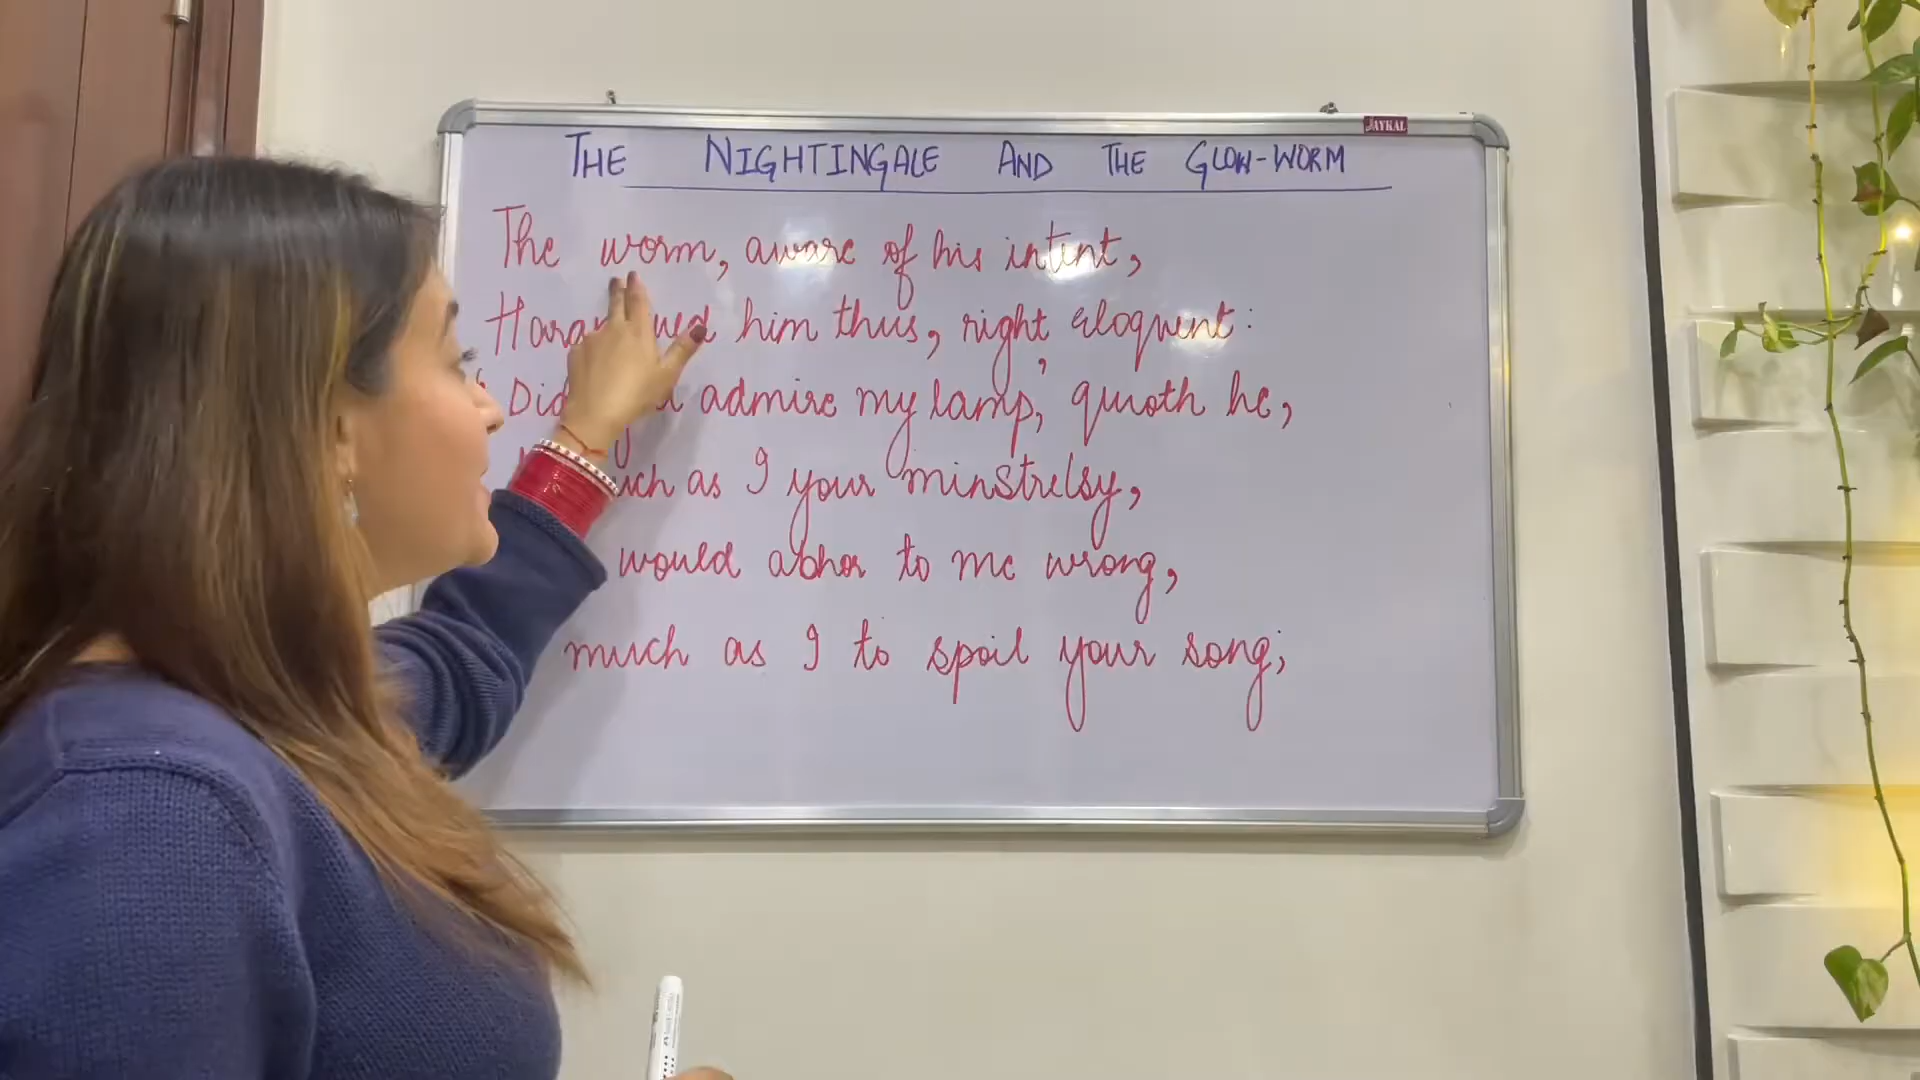 THE NIGHTINGALE AND THE GLOW-WORM
JAYKAL
The worm, aware of his intent,
him thus, right eloquent:
admire my lamp,' quoth he,
as I your minstrelsy,
would abhor to me wrong,
much as I to spoil your song;